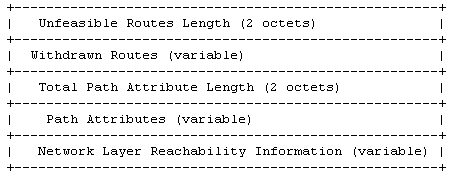 Unfeasible Routes Length (2 octets)
Withdrawn Routes (variable)
Total Path Attribute Length (2 octets)
Path Attributes (variable)
Network Layer Reachability Information (variable)